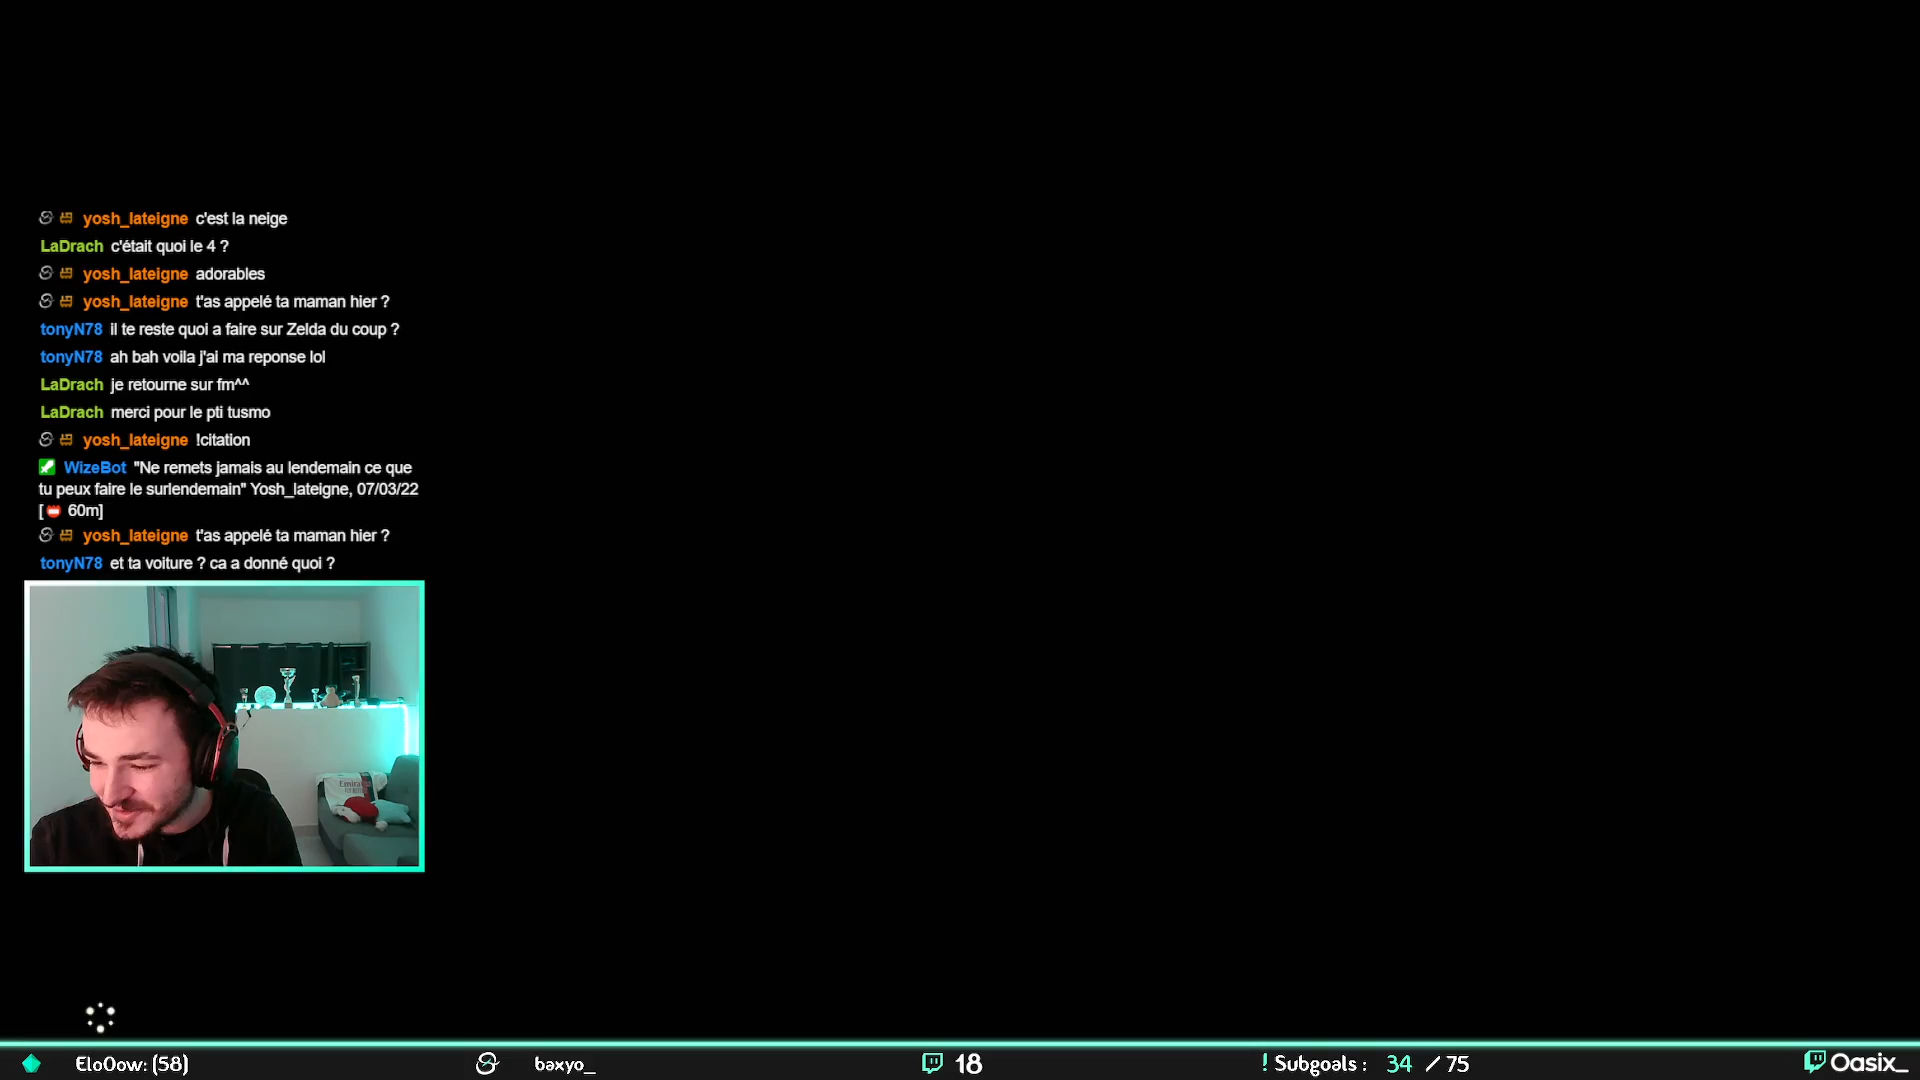 yosh_lateigne c'est la neige
LaDrach c'était quoi le 4 ?
yosh_lateigne adorables
yosh_lateigne t'as appelé ta maman hier ?
tonyN78 il te reste quoi a faire sur Zelda du coup ?
tonyN78 ah bah voila j'ai ma reponse lol
LaDrach je retourne sur fm^^
LaDrach merci pour le pti tusmo
yosh_lateigne !citation
WizeBot "Ne remets jamais au lendemain ce que
tu peux faire le surlendemain" Yosh_lateigne, 07/03/22
[ 60m]
yosh_lateigne t'as appelé ta maman hier ?
tonyN78 et ta voiture ? ca a donné quoi ?
Emirates
Elo0ow: (58)
baxyo_
18
! Subgoals : 34 / 75
Oasix_